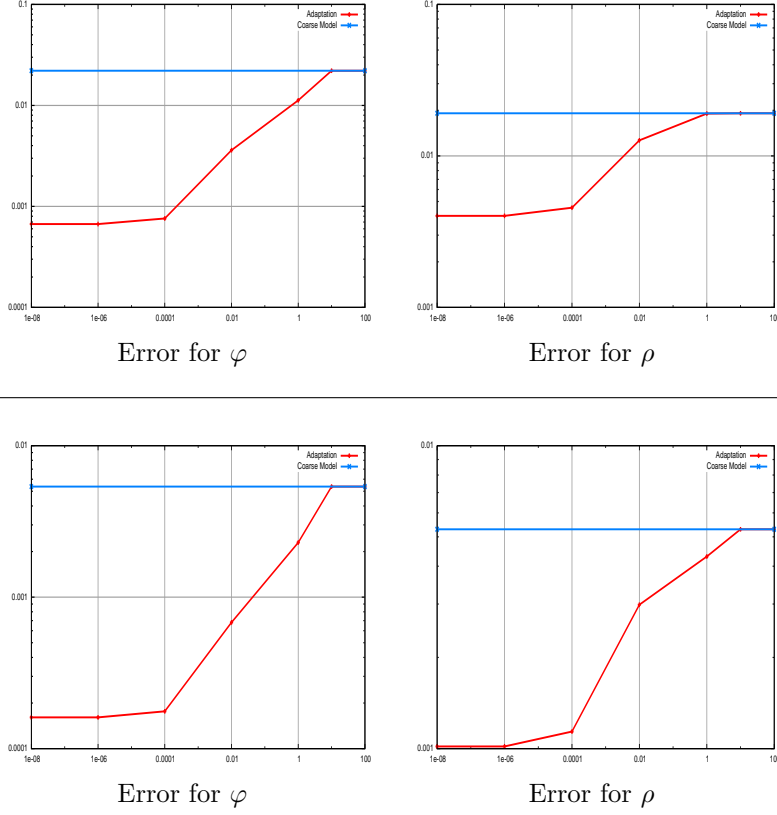 0.1
Adaptation
Coarse Model
0.01
0.001
0.0001
1e-08 1e-06 0.0001 0.01 1 100
Error for φ
0.1
Adaptation
Coarse Model
0.01
0.001
1e-08 1e-06 0.0001 0.01 1 10
Error for ρ
0.01
Adaptation
Coarse Model
0.001
0.0001
1e-08 1e-06 0.0001 0.01 1 100
Error for φ
0.01
Adaptation
Coarse Model
0.001
1e-08 1e-06 0.0001 0.01 1 10
Error for ρ